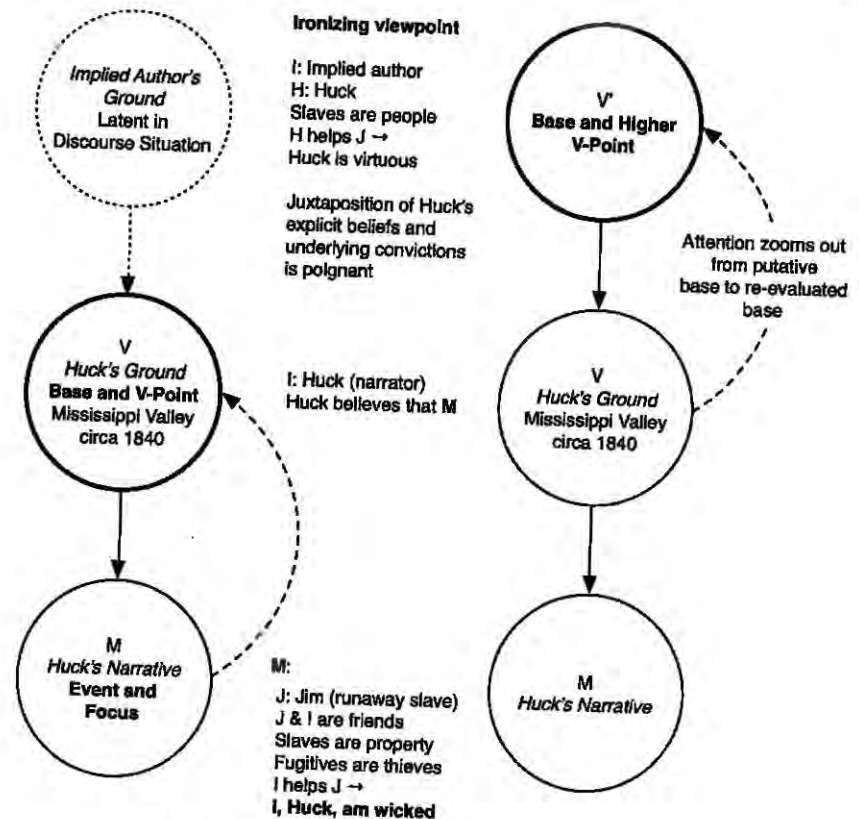 Implied Author's
Ground
Latent in
Discourse Situation
V
Huck's Ground
Base and V-Point
Mississippi Valley
circa 1840
M
Huck's Narrative
Event and
Focus
Ironizing viewpoint
I: Implied author
H: Huck
Slaves are people
H helps J →
Huck is virtuous
Juxtaposition of Huck's
explicit beliefs and
underlying convictions
is poignant
I: Huck (narrator)
Huck believes that M
M:
J: Jim (runaway slave)
J & I are friends
Slaves are property
Fugitives are thieves
I helps J →
I, Huck, am wicked
V'
Base and Higher
V-Point
Attention zooms out
from putative
base to re-evaluated
base
V
Huck's Ground
Mississippi Valley
circa 1840
M
Huck's Narrative